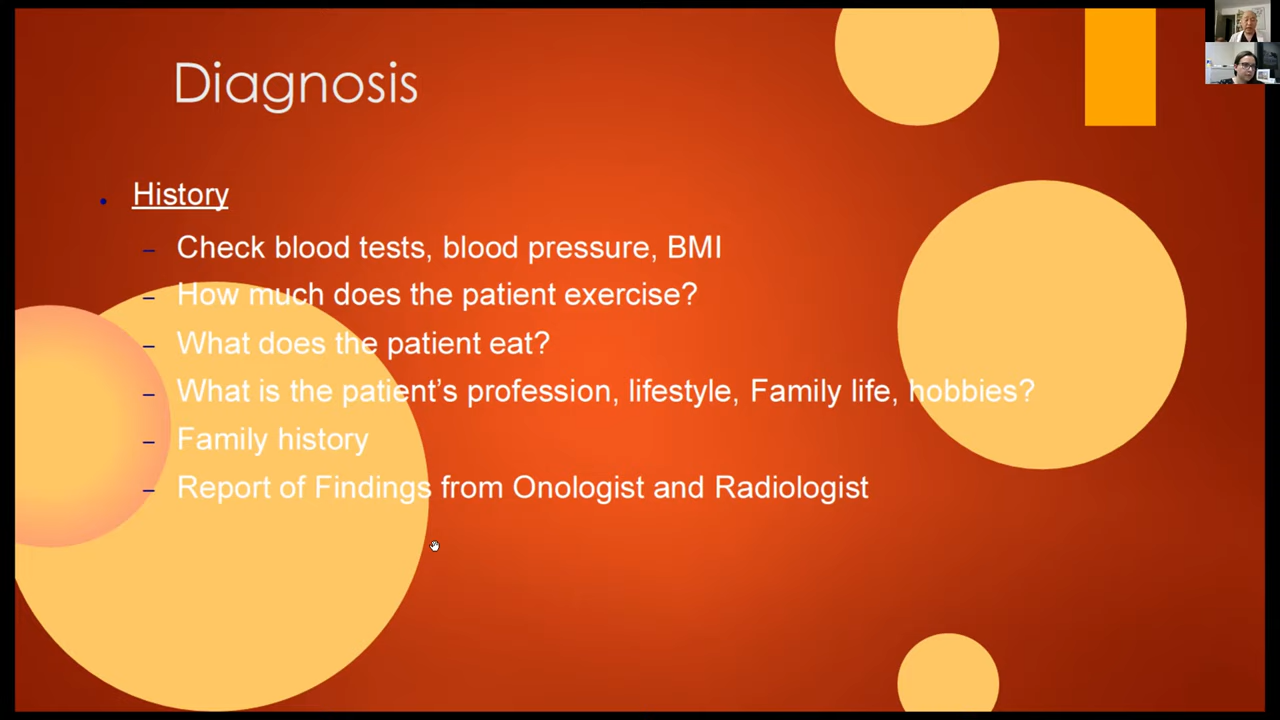 Diagnosis
• History
– Check blood tests, blood pressure, BMI
– How much does the patient exercise?
– What does the patient eat?
– What is the patient’s profession, lifestyle, Family life, hobbies?
– Family history
– Report of Findings from Onologist and Radiologist